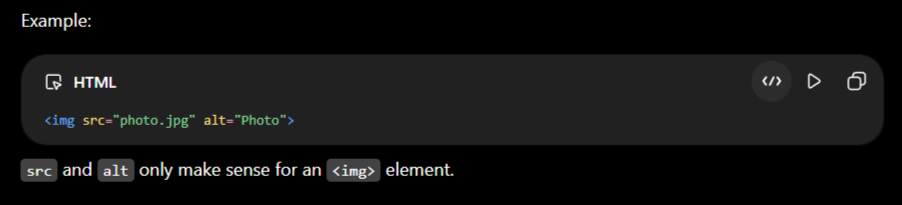 Example:
HTML
<img src="photo.jpg" alt="Photo">
src and alt only make sense for an <img> element.